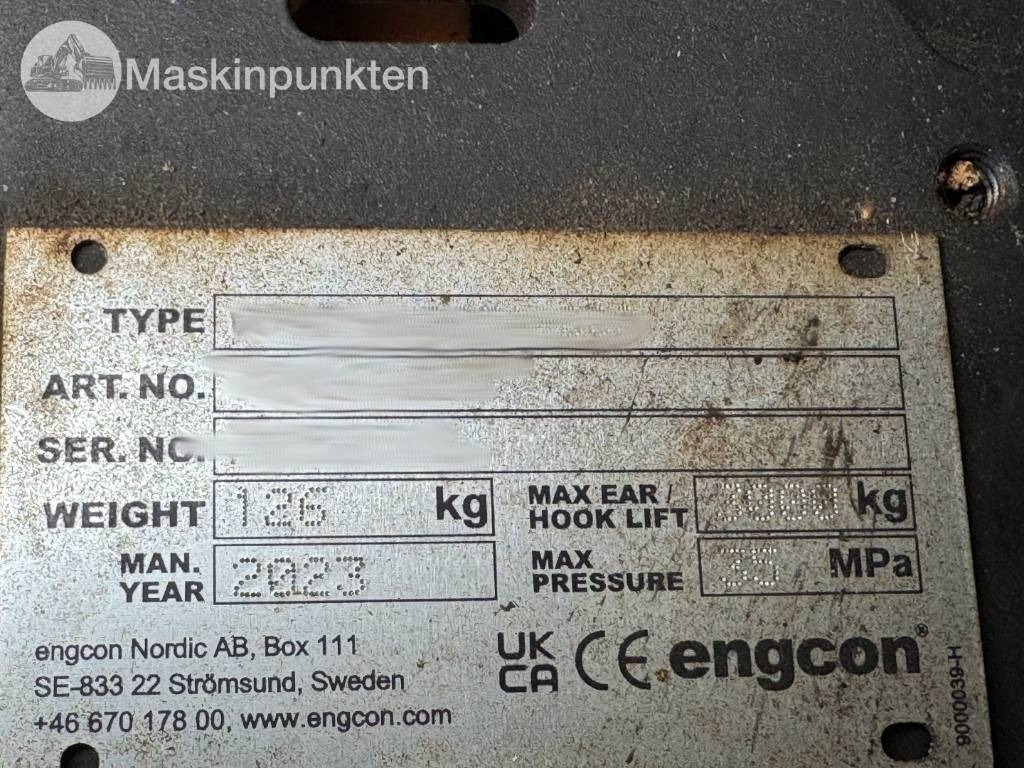 Maskinpunkten
TYPE
ART. NO.
SER. NO.
WEIGHT 126 kg
MAX EAR /
HOOK LIFT kg
MAN.
YEAR 2023
MAX
PRESSURE 35 MPa
engcon Nordic AB, Box 111
SE-833 22 Strömsund, Sweden
+46 670 178 00, www.engcon.com
UK
CA CE engcon®
9000039-H